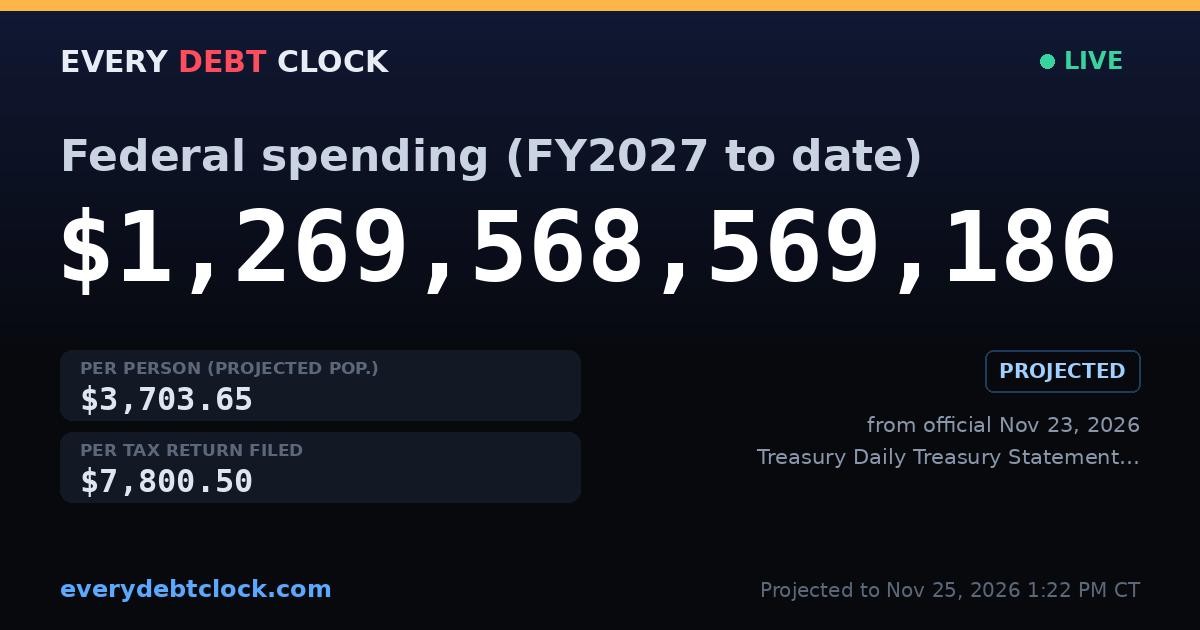 EVERY DEBT CLOCK
LIVE
Federal spending (FY2027 to date)
$1,269,568,569,186
PER PERSON (PROJECTED POP.)
$3,703.65
PER TAX RETURN FILED
$7,800.50
PROJECTED
from official Nov 23, 2026
Treasury Daily Treasury Statement…
everydebtclock.com
Projected to Nov 25, 2026 1:22 PM CT